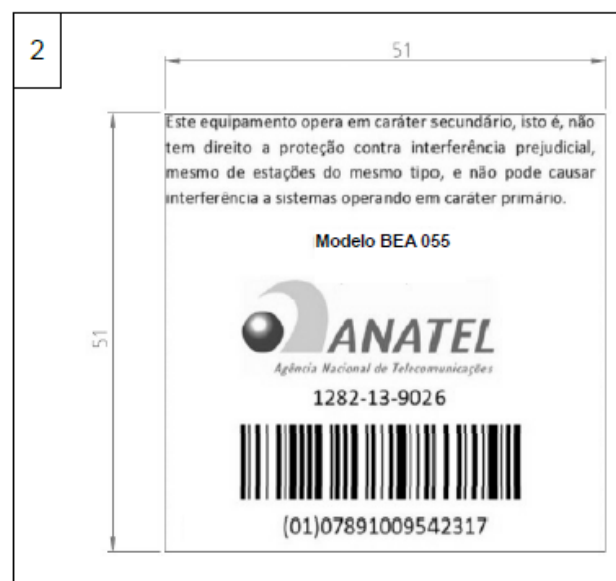 2
51
Este equipamento opera em caráter secundário, isto é, não
tem direito a proteção contra interferência prejudicial,
mesmo de estações do mesmo tipo, e não pode causar
interferência a sistemas operando em caráter primário.
Modelo BEA 055
51
ANATEL
Agência Nacional de Telecomunicações
1282-13-9026
(01)07891009542317